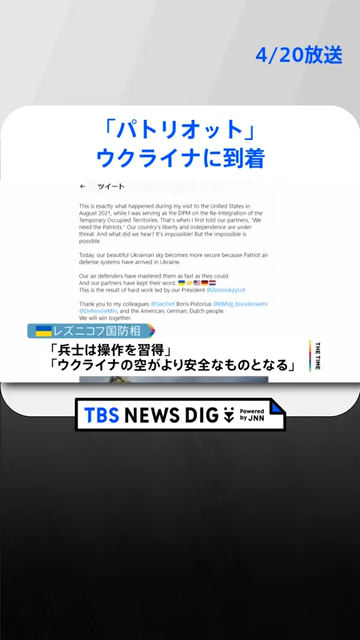 4/20放送
「パトリオット」
ウクライナに到着
← ツイート
This is exactly what happened during my visit to the United States in
August 2021, while I was serving as the DPM on the Re-Integration of the
Temporary Occupied Territories. That's when I first told our partners, "We
need the Patriots." Our country's liberty and independence are under
threat. And what did we hear? It's impossible! But the impossible is
possible.
Today, our beautiful Ukrainian sky becomes more secure because Patriot air
defense systems have arrived in Ukraine.
Our air defenders have mastered them as fast as they could.
And our partners have kept their word.
This is the result of hard work led by our President @ZelenskyyUA
Thank you to my colleagues @SecDef Boris Pistorius @BMVg_Bundeswehr
@DefensieMin, and the American, German, Dutch people.
We will win together.
レズニコフ国防相
「兵士は操作を習得」
「ウクライナの空がより安全なものとなる」
THE TIME
TBS NEWS DIG Powered by JNN